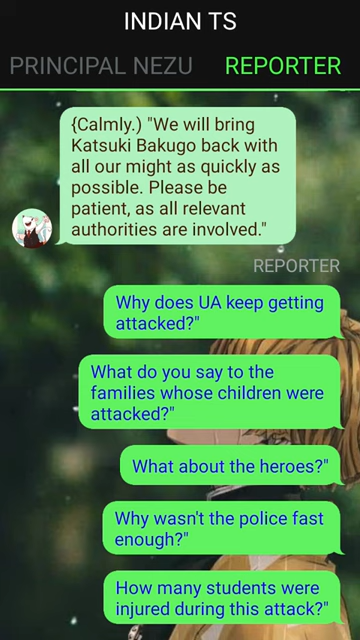 INDIAN TS
PRINCIPAL NEZU REPORTER
{Calmly.) "We will bring
Katsuki Bakugo back with
all our might as quickly as
possible. Please be
patient, as all relevant
authorities are involved."
REPORTER
Why does UA keep getting
attacked?"
What do you say to the
families whose children were
attacked?"
What about the heroes?"
Why wasn't the police fast
enough?"
How many students were
injured during this attack?"